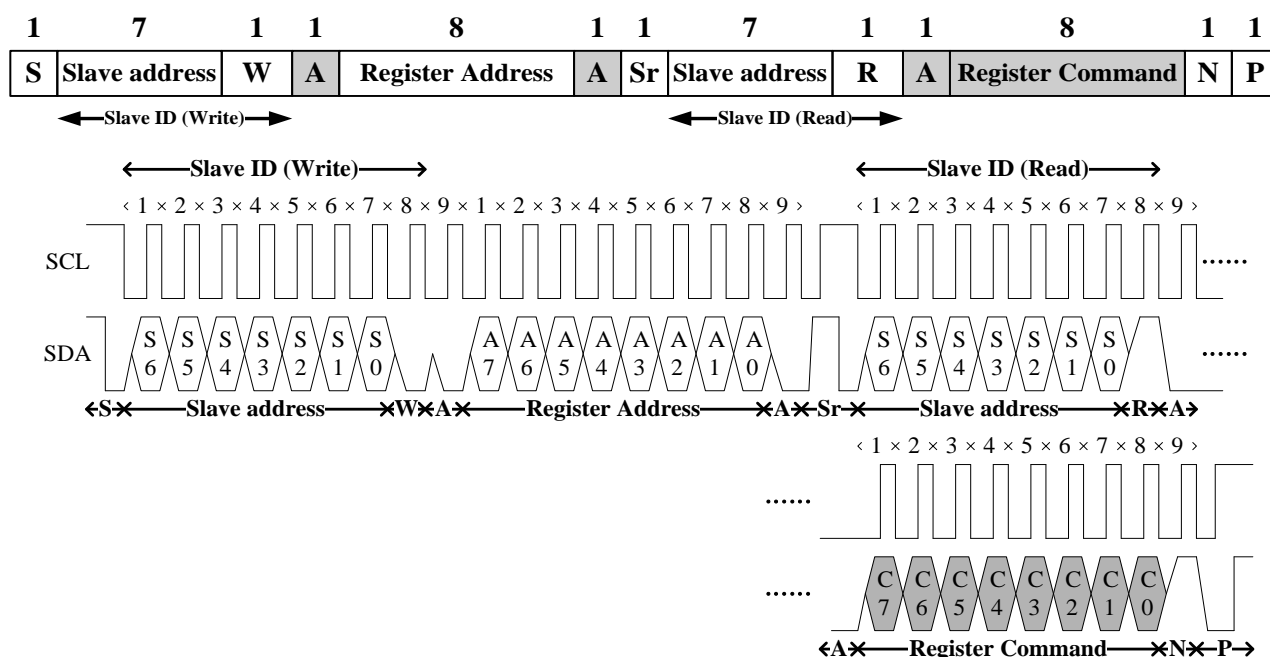 1 7 1 1 8 1 1 7 1 1 8 1 1
S Slave address W A Register Address A Sr Slave address R A Register Command N P
Slave ID (Write) Slave ID (Read)
Slave ID (Write) Slave ID (Read)
‹ 1 × 2 × 3 × 4 × 5 × 6 × 7 × 8 × 9 × 1 × 2 × 3 × 4 × 5 × 6 × 7 × 8 × 9 › ‹ 1 × 2 × 3 × 4 × 5 × 6 × 7 × 8 × 9 ›
SCL ......
SDA S6 S5 S4 S3 S2 S1 S0 A7 A6 A5 A4 A3 A2 A1 A0 S6 S5 S4 S3 S2 S1 S0 ......
S Slave address W A Register Address A Sr Slave address R A
‹ 1 × 2 × 3 × 4 × 5 × 6 × 7 × 8 × 9 ›
......
...... C7 C6 C5 C4 C3 C2 C1 C0
A Register Command N P